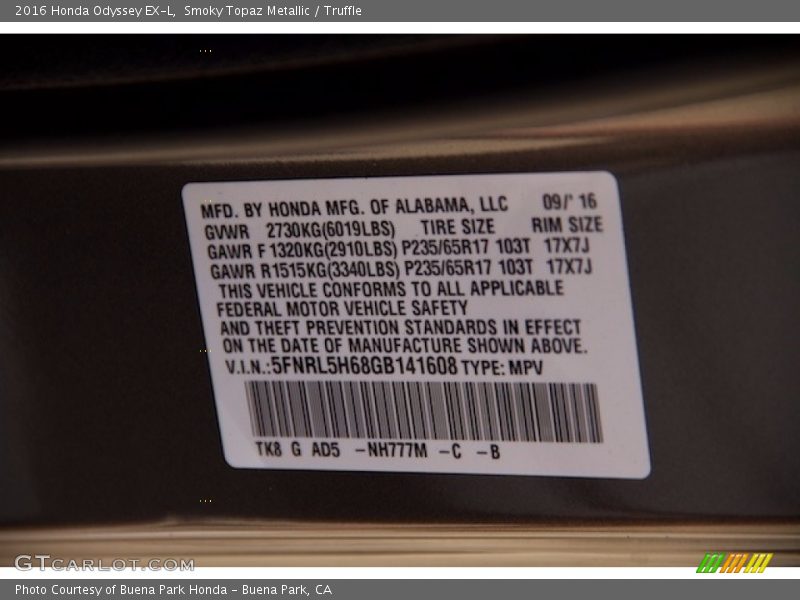 2016 Honda Odyssey EX-L, Smoky Topaz Metallic / Truffle
MFD. BY HONDA MFG. OF ALABAMA, LLC 09/' 16
GVWR 2730KG(6019LBS) TIRE SIZE RIM SIZE
GAWR F 1320KG(2910LBS) P235/65R17 103T 17X7J
GAWR R1515KG(3340LBS) P235/65R17 103T 17X7J
THIS VEHICLE CONFORMS TO ALL APPLICABLE
FEDERAL MOTOR VEHICLE SAFETY
AND THEFT PREVENTION STANDARDS IN EFFECT
ON THE DATE OF MANUFACTURE SHOWN ABOVE.
V.I.N.:5FNRL5H68GB141608 TYPE: MPV
TK8 G AD5 -NH777M -C -B
GTCARLOT.COM
Photo Courtesy of Buena Park Honda - Buena Park, CA